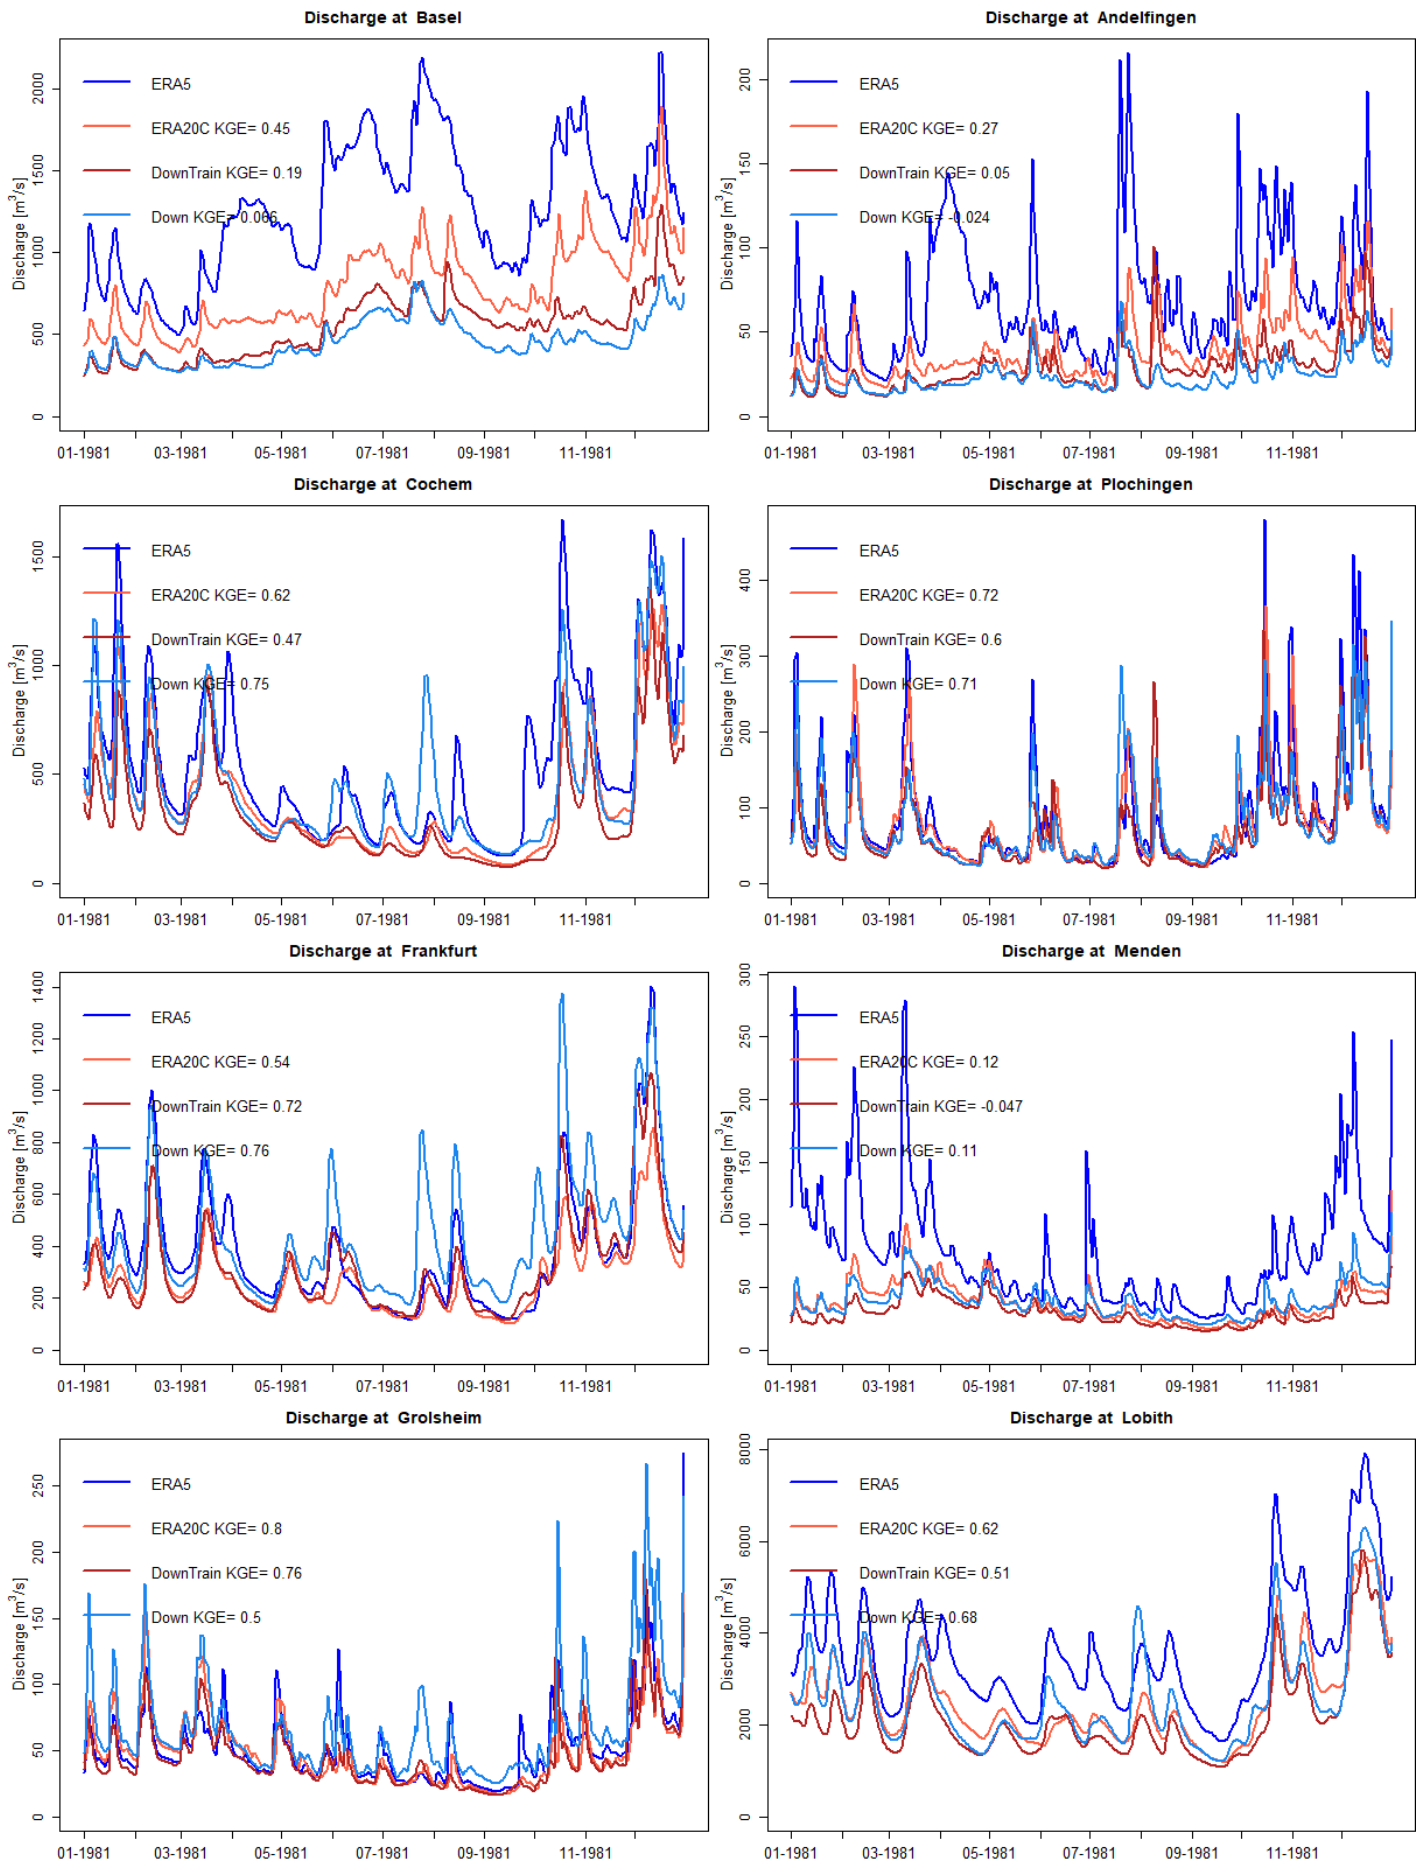 Discharge at Basel
Discharge [m³/s]
0 500 1000 1500 2000
ERA5
ERA20C KGE= 0.45
DownTrain KGE= 0.19
Down KGE= 0.066
01-1981 03-1981 05-1981 07-1981 09-1981 11-1981
Discharge at Andelfingen
Discharge [m³/s]
0 50 100 150 200
ERA5
ERA20C KGE= 0.27
DownTrain KGE= 0.05
Down KGE= -0.024
01-1981 03-1981 05-1981 07-1981 09-1981 11-1981
Discharge at Cochem
Discharge [m³/s]
0 500 1000 1500
ERA5
ERA20C KGE= 0.62
DownTrain KGE= 0.47
Down KGE= 0.75
01-1981 03-1981 05-1981 07-1981 09-1981 11-1981
Discharge at Plochingen
Discharge [m³/s]
0 100 200 300 400
ERA5
ERA20C KGE= 0.72
DownTrain KGE= 0.6
Down KGE= 0.71
01-1981 03-1981 05-1981 07-1981 09-1981 11-1981
Discharge at Frankfurt
Discharge [m³/s]
0 200 400 600 800 1000 1200 1400
ERA5
ERA20C KGE= 0.54
DownTrain KGE= 0.72
Down KGE= 0.76
01-1981 03-1981 05-1981 07-1981 09-1981 11-1981
Discharge at Menden
Discharge [m³/s]
0 50 100 150 200 250 300
ERA5
ERA20C KGE= 0.12
DownTrain KGE= -0.047
Down KGE= 0.11
01-1981 03-1981 05-1981 07-1981 09-1981 11-1981
Discharge at Grolsheim
Discharge [m³/s]
0 50 100 150 200 250
ERA5
ERA20C KGE= 0.8
DownTrain KGE= 0.76
Down KGE= 0.5
01-1981 03-1981 05-1981 07-1981 09-1981 11-1981
Discharge at Lobith
Discharge [m³/s]
0 2000 4000 6000 8000
ERA5
ERA20C KGE= 0.62
DownTrain KGE= 0.51
Down KGE= 0.68
01-1981 03-1981 05-1981 07-1981 09-1981 11-1981